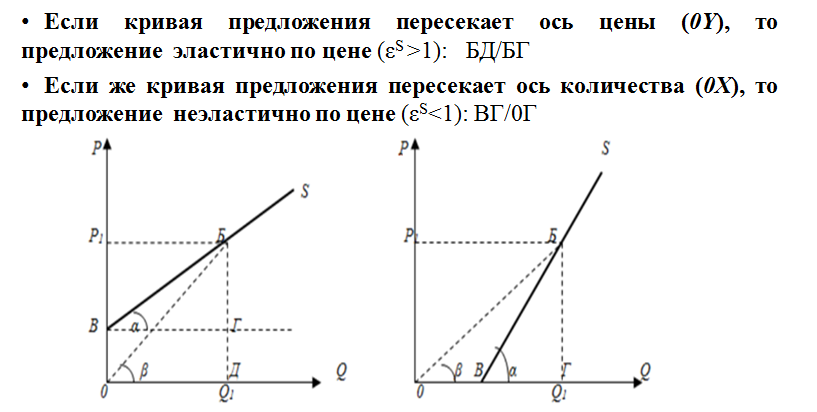 • Если кривая предложения пересекает ось цены (0Y), то
предложение эластично по цене (εS>1): БД/БГ
• Если же кривая предложения пересекает ось количества (0X), то
предложение неэластично по цене (εS<1): ВГ/0Г
P
S
P1
Б
В
α
Г
β
0
Д
Q1
Q
P
S
P1
Б
β
В
α
Г
0
Q1
Q